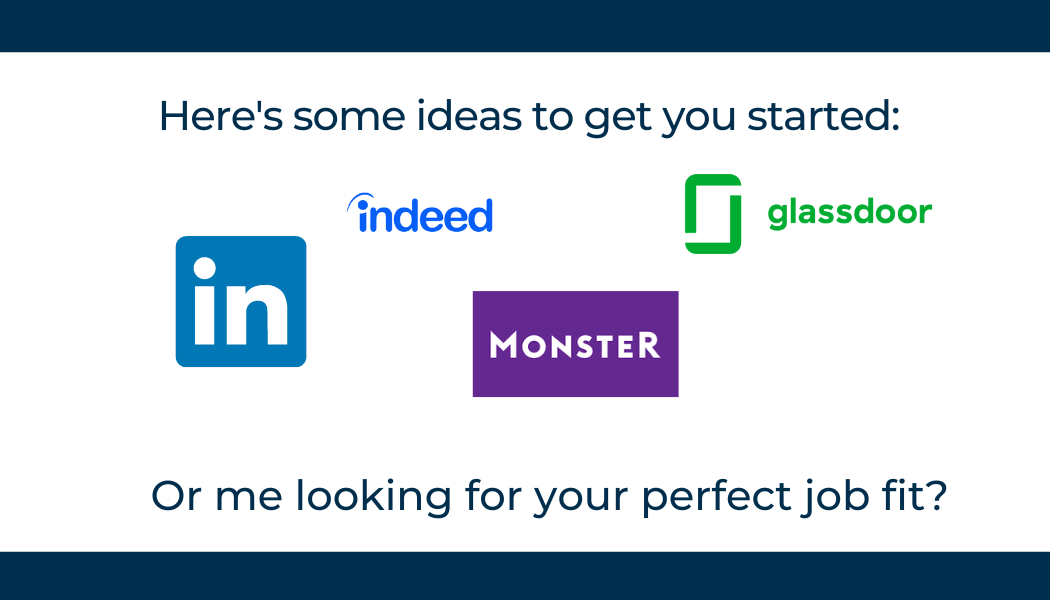 Here's some ideas to get you started:
indeed
glassdoor
in
MONSTER
Or me looking for your perfect job fit?